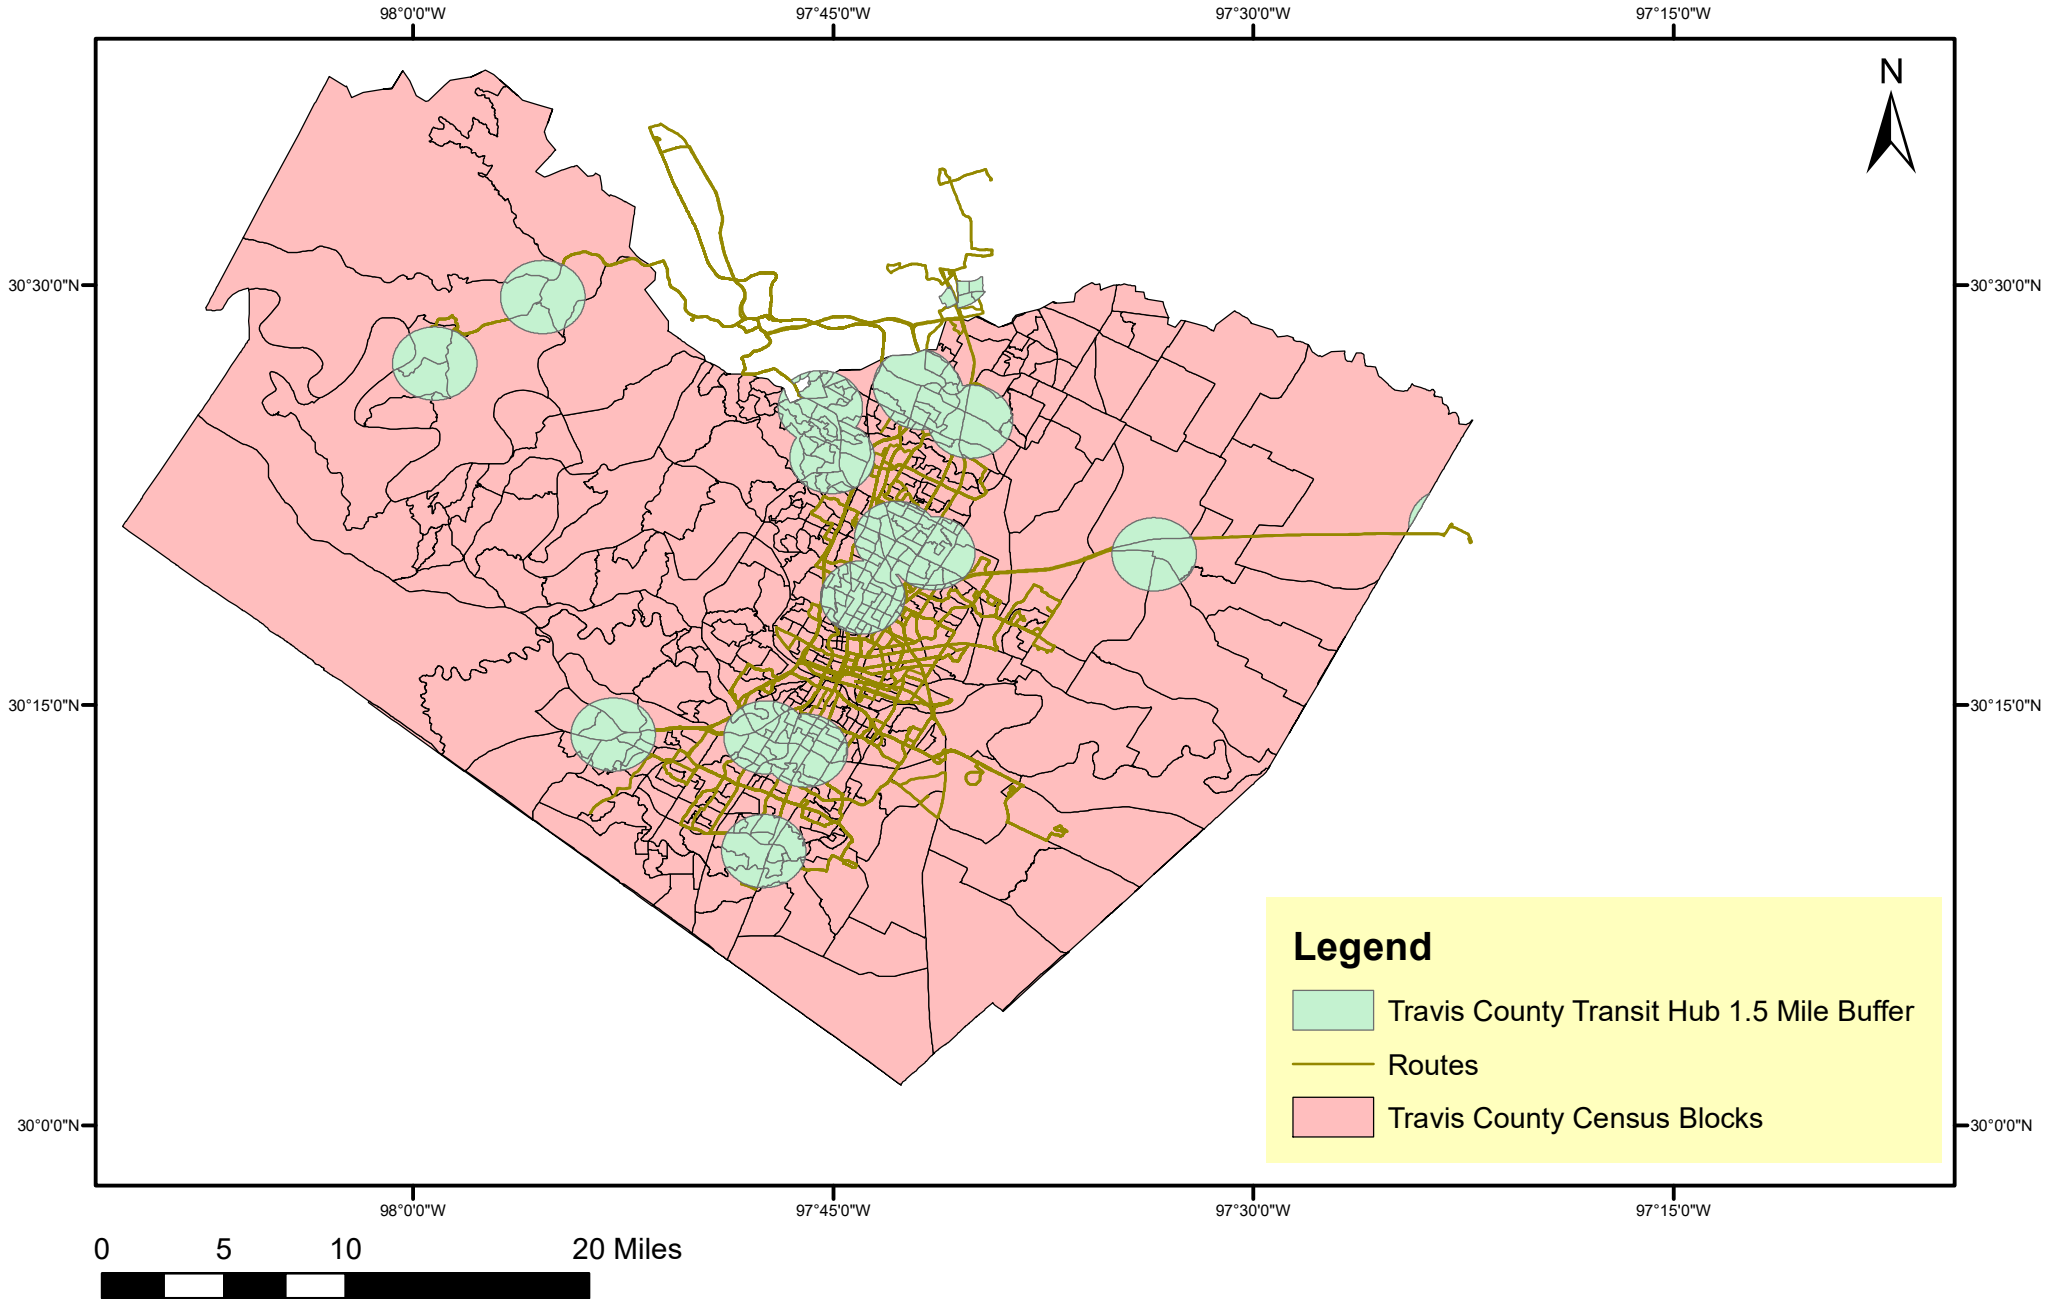 98°0'0"W 97°45'0"W 97°30'0"W 97°15'0"W
N
30°30'0"N 30°30'0"N
30°15'0"N 30°15'0"N
Legend
Travis County Transit Hub 1.5 Mile Buffer
Routes
Travis County Census Blocks
30°0'0"N 30°0'0"N
98°0'0"W 97°45'0"W 97°30'0"W 97°15'0"W
0 5 10 20 Miles